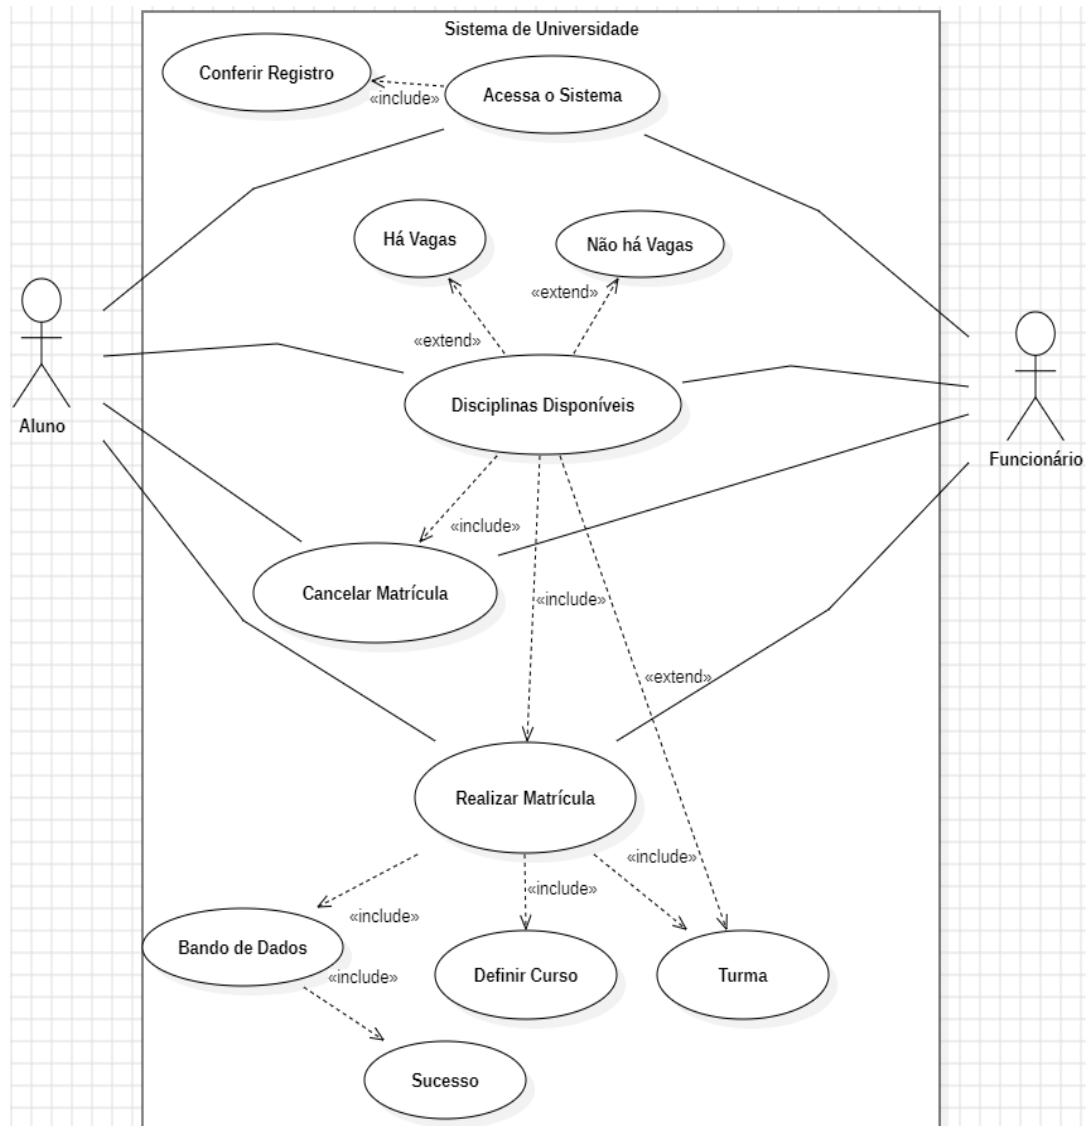 Sistema de Universidade
Conferir Registro
Acessa o Sistema
«include»
Há Vagas
Não há Vagas
«extend»
«extend»
Disciplinas Disponíveis
Aluno
Funcionário
«include»
Cancelar Matrícula
«include»
«extend»
Realizar Matrícula
«include»
«include»
«include»
Bando de Dados
Definir Curso
Turma
«include»
Sucesso